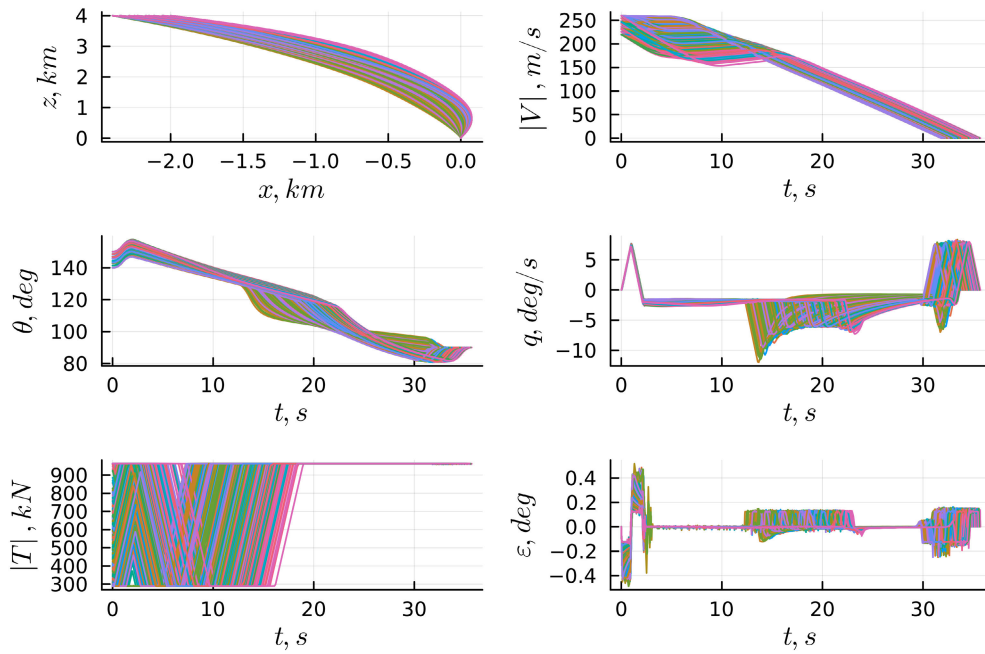 4
3
2
1
0
z, km
−2.0 −1.5 −1.0 −0.5 0.0
x, km
250
200
150
100
50
0
|V| , m/s
0 10 20 30
t, s
140
120
100
80
θ, deg
0 10 20 30
t, s
5
0
−5
−10
q, deg/s
0 10 20 30
t, s
900
800
700
600
500
400
300
|T| , kN
0 10 20 30
t, s
0.4
0.2
0.0
−0.2
−0.4
ε, deg
0 10 20 30
t, s